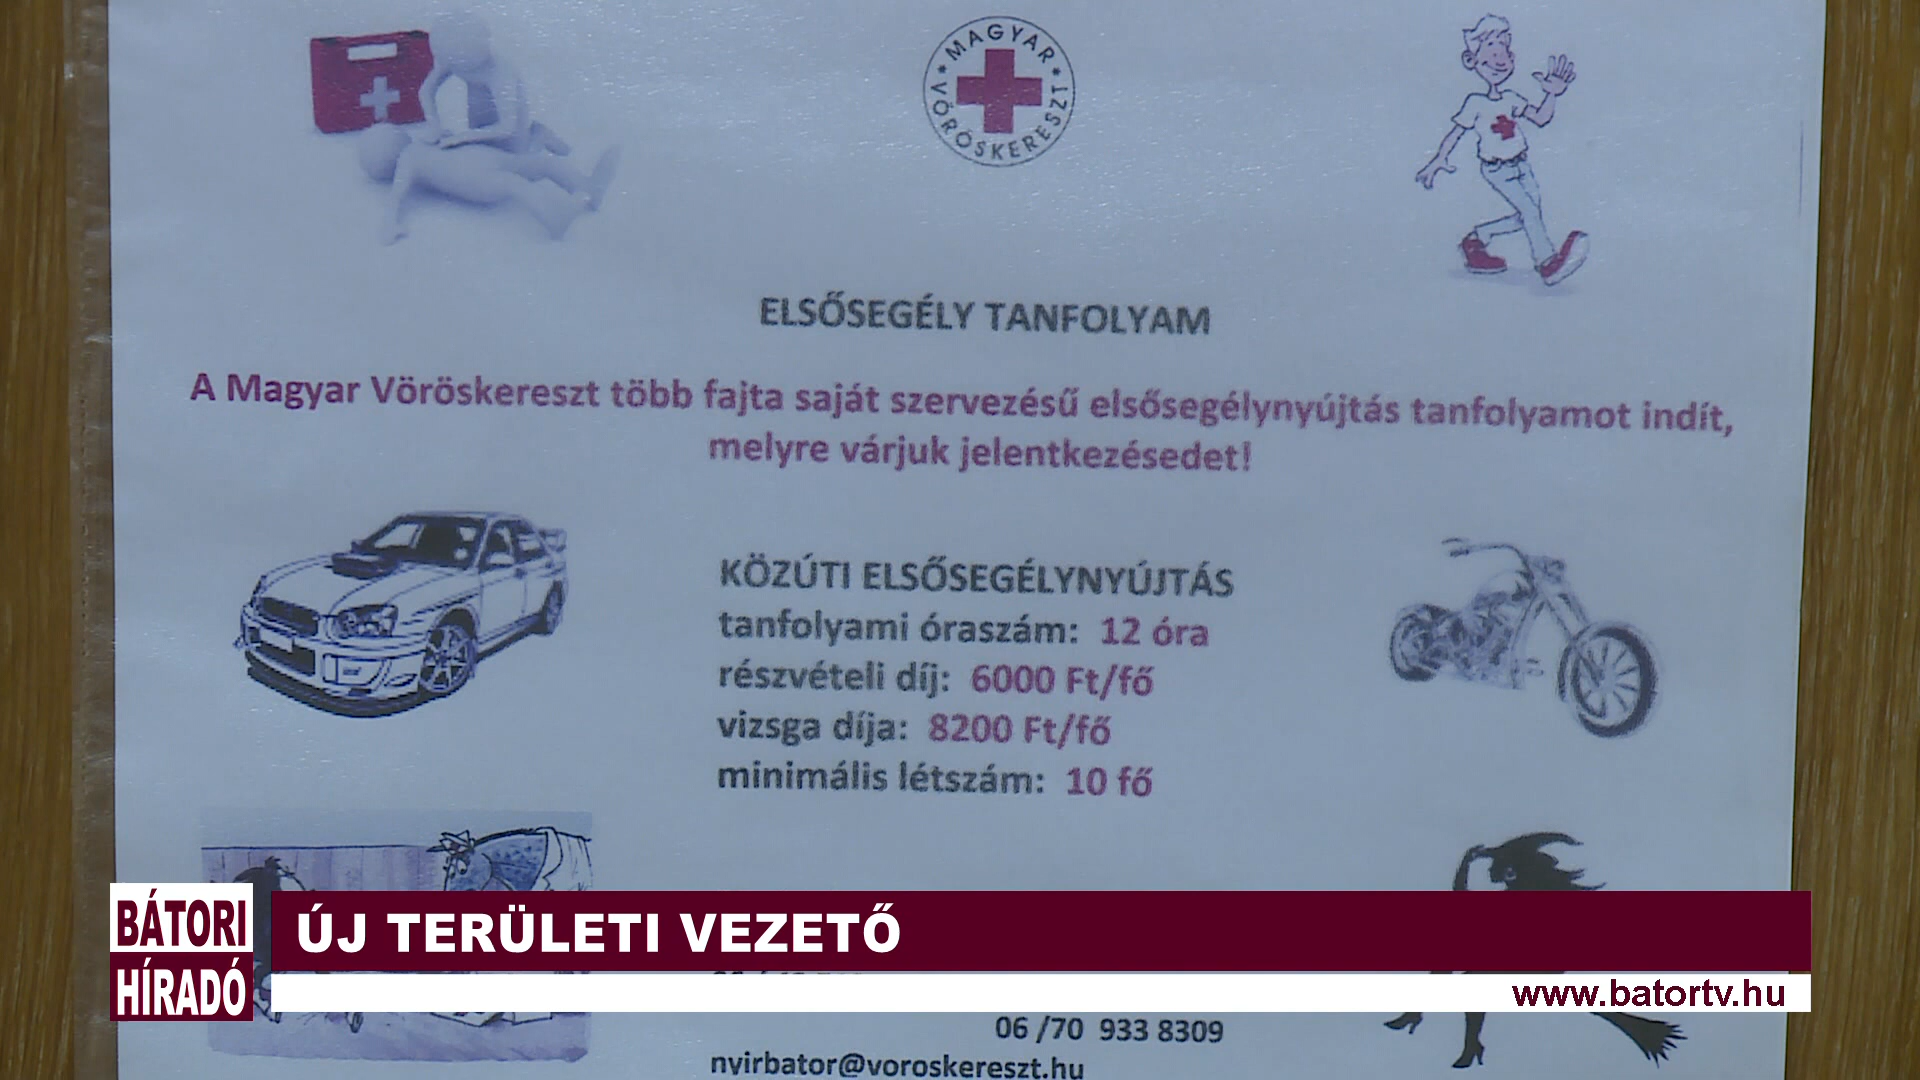 MAGYAR VÖRÖSKERESZT
ELSŐSEGÉLY TANFOLYAM
A Magyar Vöröskereszt több fajta saját szervezésű elsősegélynyújtás tanfolyamot indít,
melyre várjuk jelentkezésedet!
KÖZÚTI ELSŐSEGÉLYNYÚJTÁS
tanfolyami óraszám: 12 óra
részvételi díj: 6000 Ft/fő
vizsga díja: 8200 Ft/fő
minimális létszám: 10 fő
BÁTORI
HÍRADÓ
ÚJ TERÜLETI VEZETŐ
www.batortv.hu
06 /70 933 8309
nyirbator@voroskereszt.hu